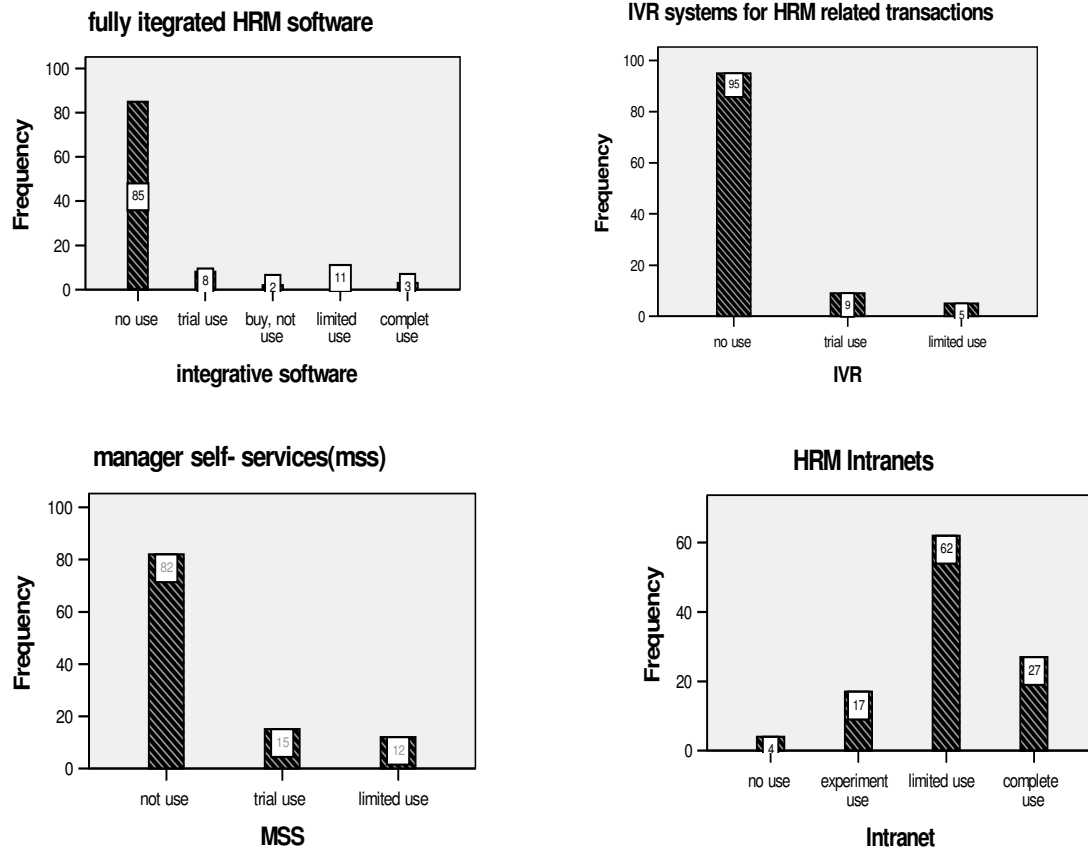 fully itegrated HRM software
100
80
60
40
20
0
Frequency
85
8
2
11
3
no use
trial use
buy, not
use
limited
use
complet
use
integrative software
IVR systems for HRM related transactions
100
80
60
40
20
0
Frequency
95
9
5
no use
trial use
limited use
IVR
manager self- services(mss)
100
80
60
40
20
0
Frequency
82
15
12
not use
trial use
limited use
MSS
HRM Intranets
60
40
20
0
Frequency
4
17
62
27
no use
experiment
use
limited use
complete
use
Intranet